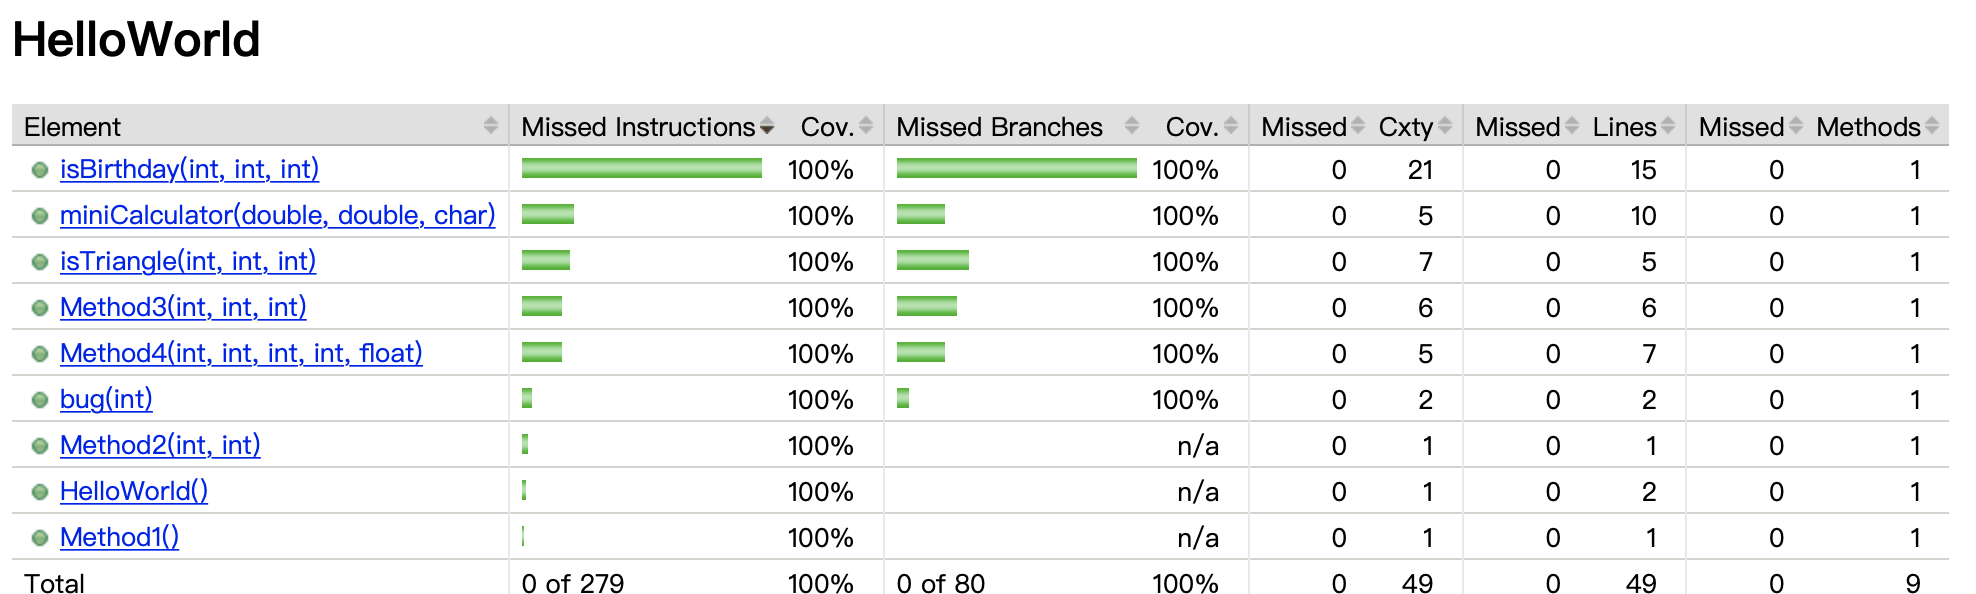 HelloWorld
Element Missed Instructions Cov. Missed Branches Cov. Missed Cxty Missed Lines Missed Methods
isBirthday(int, int, int) 100% 100% 0 21 0 15 0 1
miniCalculator(double, double, char) 100% 100% 0 5 0 10 0 1
isTriangle(int, int, int) 100% 100% 0 7 0 5 0 1
Method3(int, int, int) 100% 100% 0 6 0 6 0 1
Method4(int, int, int, int, float) 100% 100% 0 5 0 7 0 1
bug(int) 100% 100% 0 2 0 2 0 1
Method2(int, int) 100% n/a 0 1 0 1 0 1
HelloWorld() 100% n/a 0 1 0 2 0 1
Method1() 100% n/a 0 1 0 1 0 1
Total 0 of 279 100% 0 of 80 100% 0 49 0 49 0 9